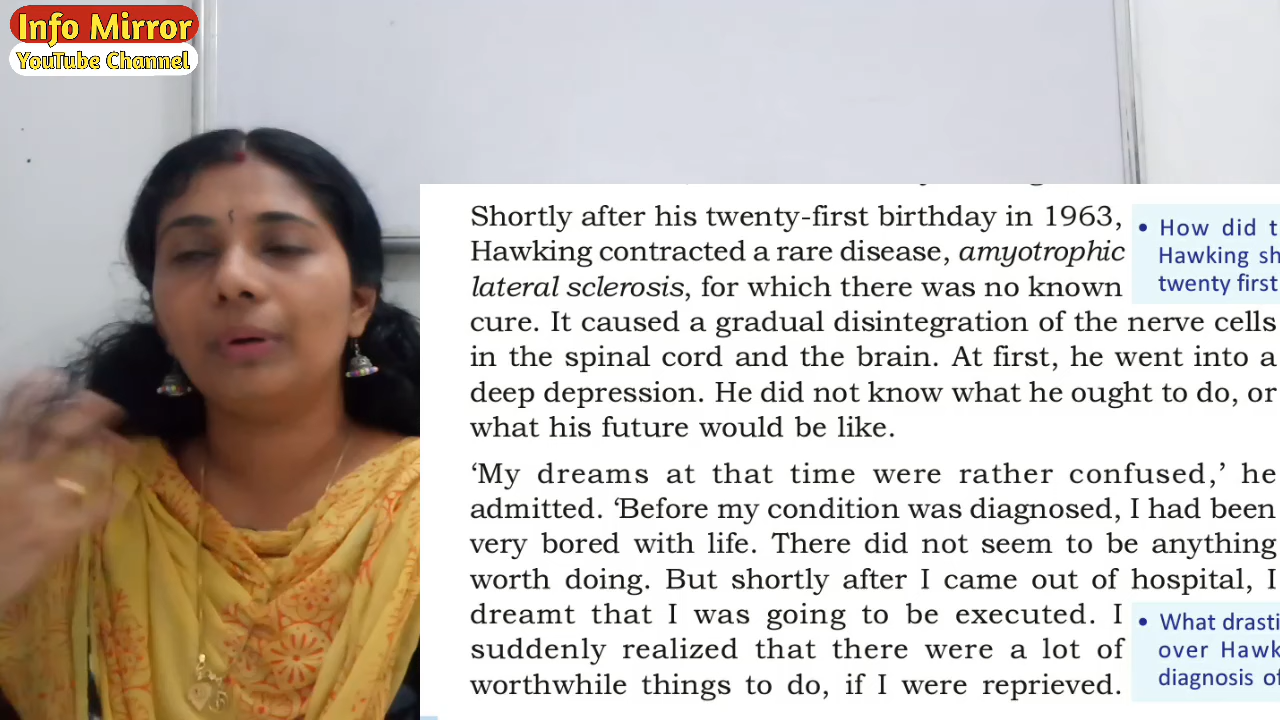 Info Mirror
YouTube Channel
Shortly after his twenty-first birthday in 1963,
Hawking contracted a rare disease, amyotrophic
lateral sclerosis, for which there was no known
cure. It caused a gradual disintegration of the nerve cells
in the spinal cord and the brain. At first, he went into a
deep depression. He did not know what he ought to do, or
what his future would be like.
‘My dreams at that time were rather confused,’ he
admitted. ‘Before my condition was diagnosed, I had been
very bored with life. There did not seem to be anything
worth doing. But shortly after I came out of hospital, I
dreamt that I was going to be executed. I
suddenly realized that there were a lot of
worthwhile things to do, if I were reprieved.
• How did
Hawking
twenty first
• What
over
diagnosis